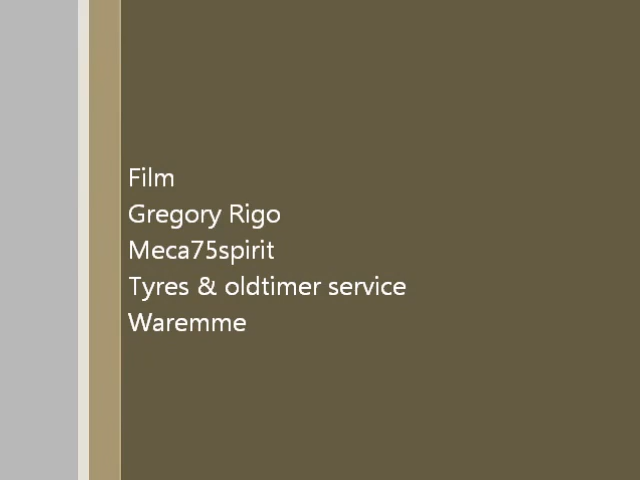 Film
Gregory Rigo
Meca75spirit
Tyres & oldtimer service
Waremme